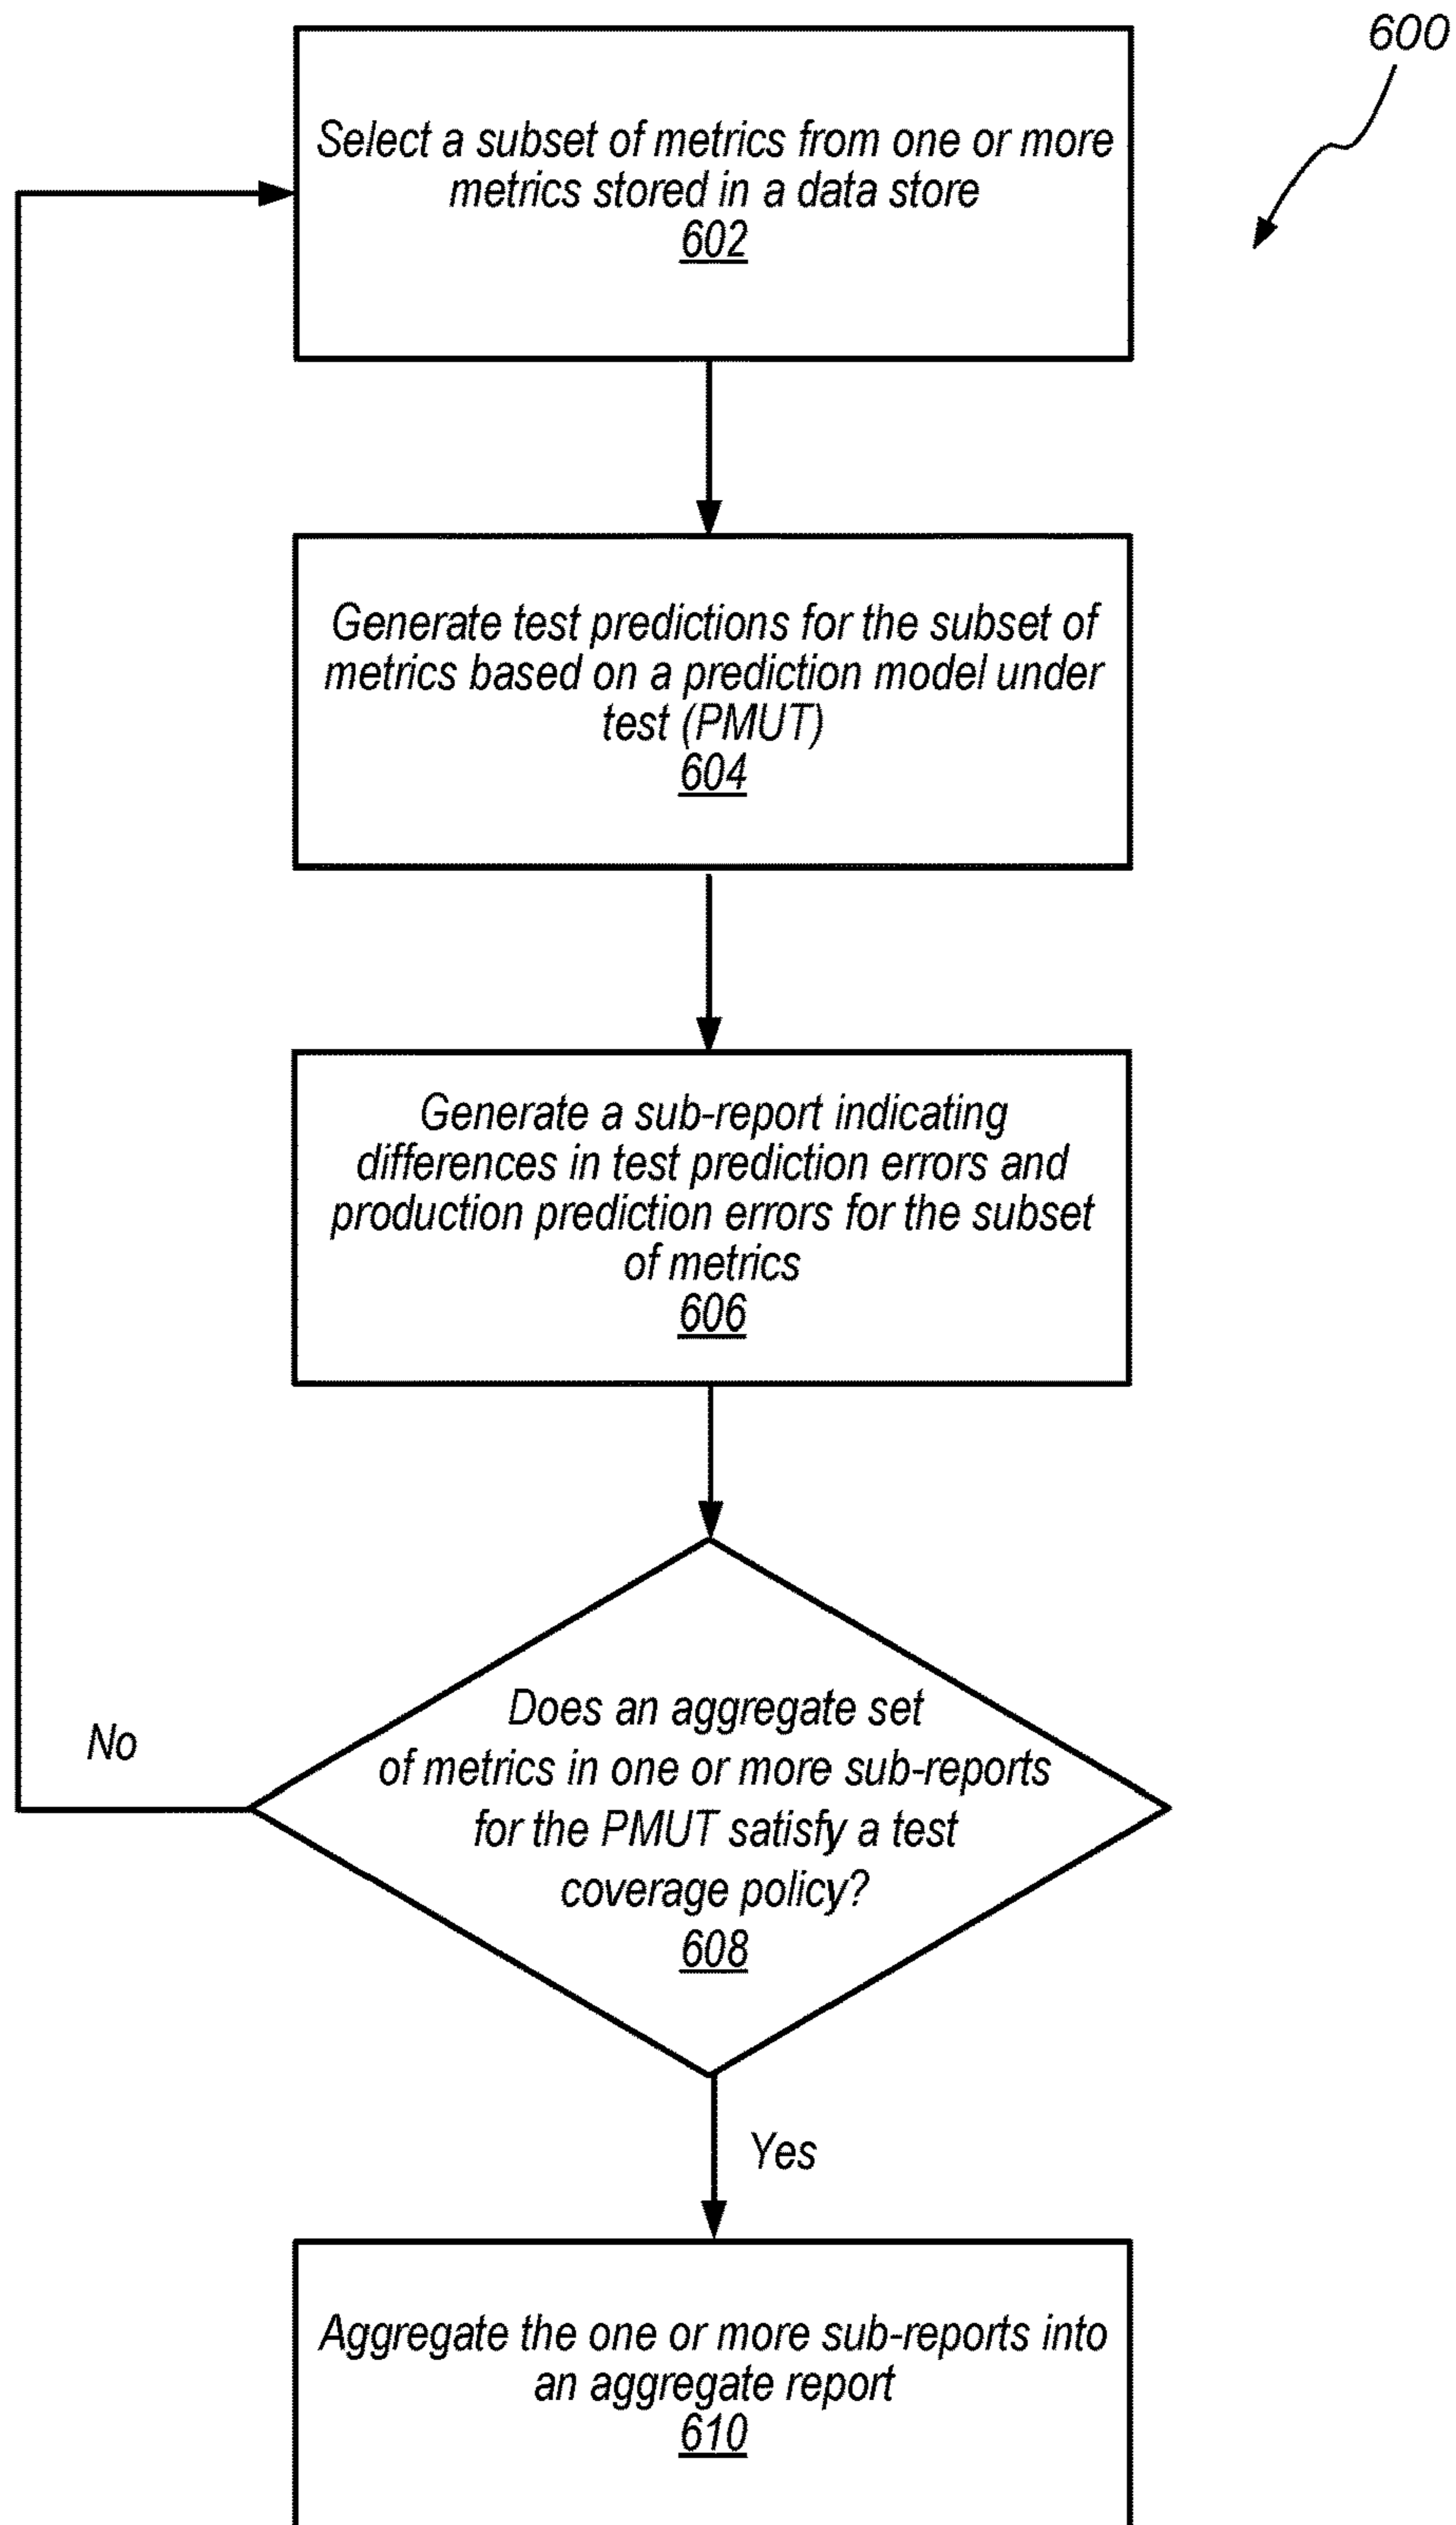 600
Select a subset of metrics from one or more
metrics stored in a data store
602
Generate test predictions for the subset of
metrics based on a prediction model under
test (PMUT)
604
Generate a sub-report indicating
differences in test prediction errors and
production prediction errors for the subset
of metrics
606
Does an aggregate set
of metrics in one or more sub-reports
for the PMUT satisfy a test
coverage policy?
608
No
Yes
Aggregate the one or more sub-reports into
an aggregate report
610